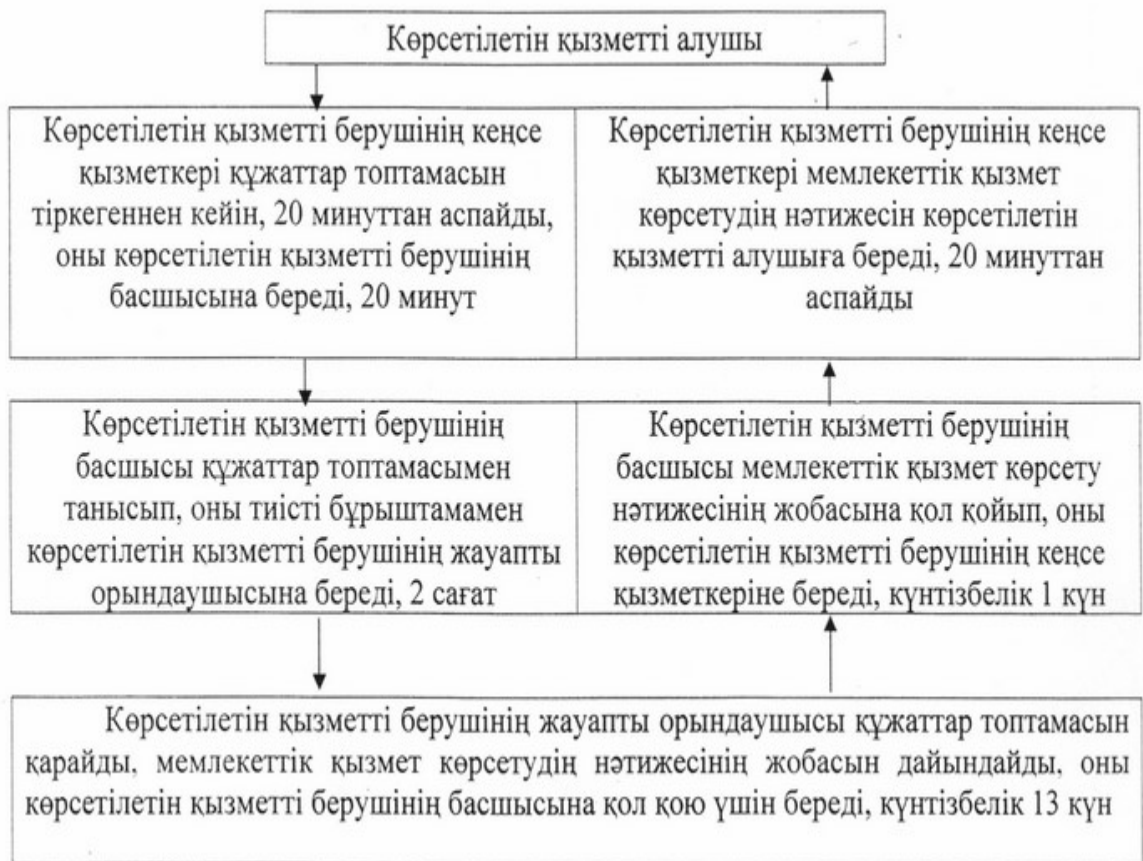 Көрсетілетін қызметті алушы
Көрсетілетін қызметті берушінің кеңсе
қызметкері құжаттар топтамасын
тіркегеннен кейін, 20 минуттан аспайды,
оны көрсетілетін қызметті берушінің
басшысына береді, 20 минут
Көрсетілетін қызметті берушінің кеңсе
қызметкері мемлекеттік қызмет
көрсетудің нәтижесін көрсетілетін
қызметті алушыға береді, 20 минуттан
аспайды
Көрсетілетін қызметті берушінің
басшысы құжаттар топтамасымен
танысып, оны тиісті бұрыштамамен
көрсетілетін қызметті берушінің жауапты
орындаушысына береді, 2 сағат
Көрсетілетін қызметті берушінің
басшысы мемлекеттік қызмет көрсету
нәтижесінің жобасына қол қойып, оны
көрсетілетін қызметті берушінің кеңсе
қызметкеріне береді, күнтізбелік 1 күн
Көрсетілетін қызметті берушінің жауапты орындаушысы құжаттар топтамасын
қарайды, мемлекеттік қызмет көрсетудің нәтижесінің жобасын дайындайды, оны
көрсетілетін қызметті берушінің басшысына қол қою үшін береді, күнтізбелік 13 күн